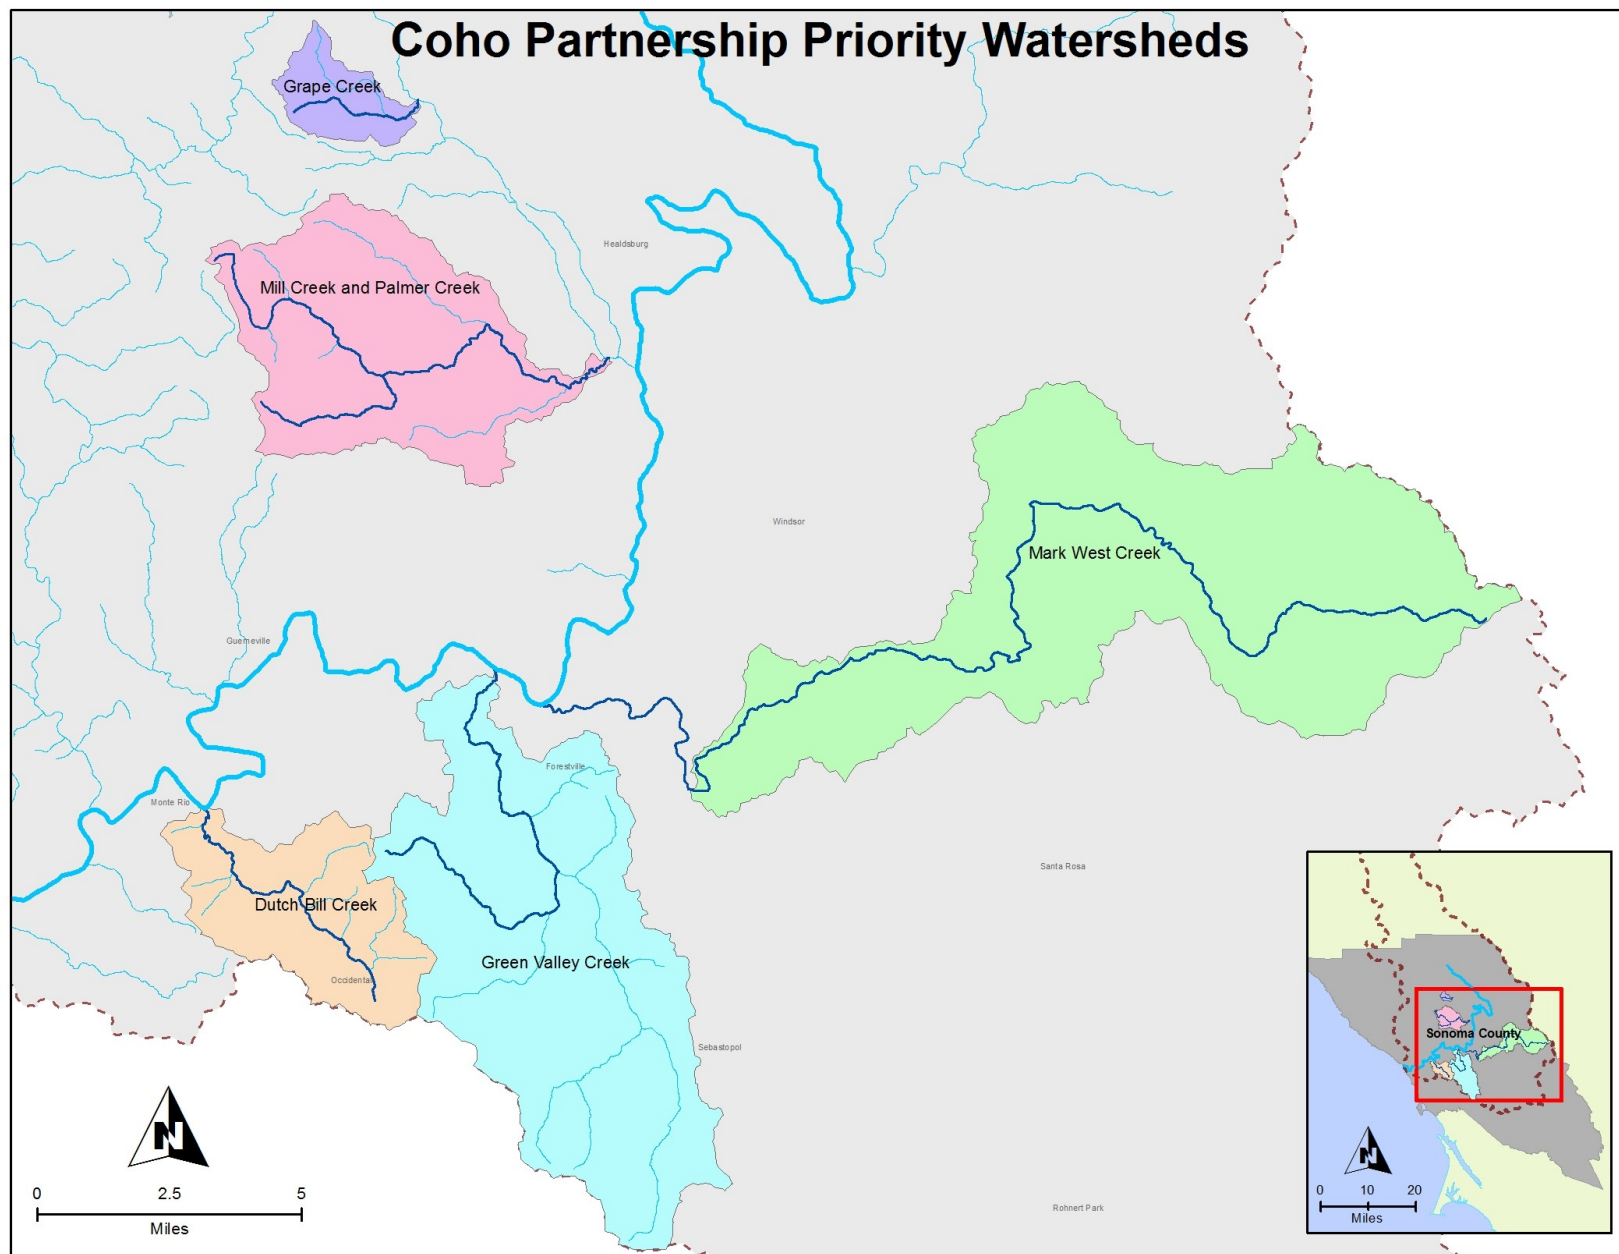 Coho Partnership Priority Watersheds
Grape Creek
Healdsburg
Mill Creek and Palmer Creek
Windsor
Mark West Creek
Guerneville
Forestville
Monte Rio
Santa Rosa
Dutch Bill Creek
Green Valley Creek
Occidental
Sebastopol
Sonoma County
N
0 2.5 5
Miles
N
0 10 20
Miles
Rohnert Park